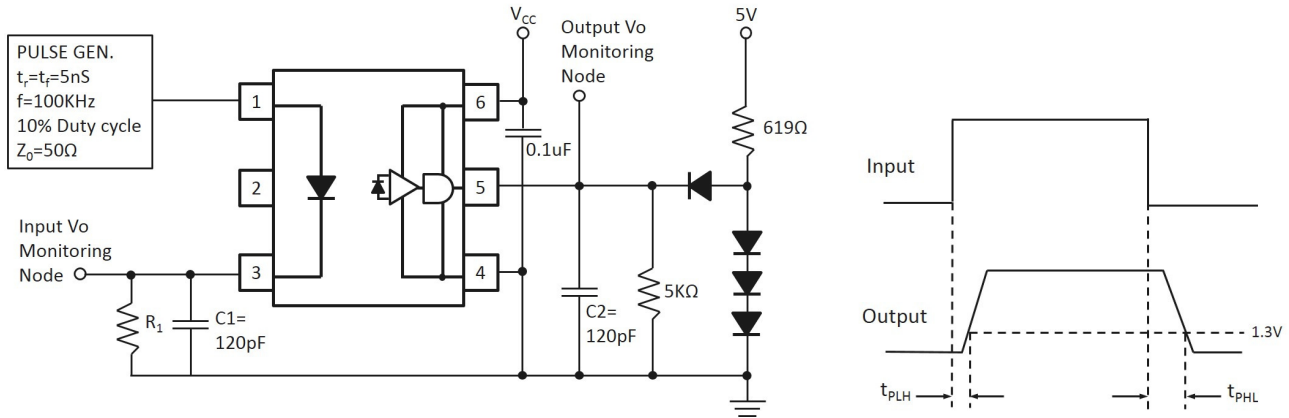 PULSE GEN.
tr=tf=5nS
f=100KHz
10% Duty cycle
Z0=50Ω
1
2
3
6
5
4
VCC
0.1uF
Output Vo
Monitoring
Node
5V
619Ω
Input Vo
Monitoring
Node
R1
C1=
120pF
C2=
120pF
5KΩ
Input
Output
1.3V
tPLH
tPHL